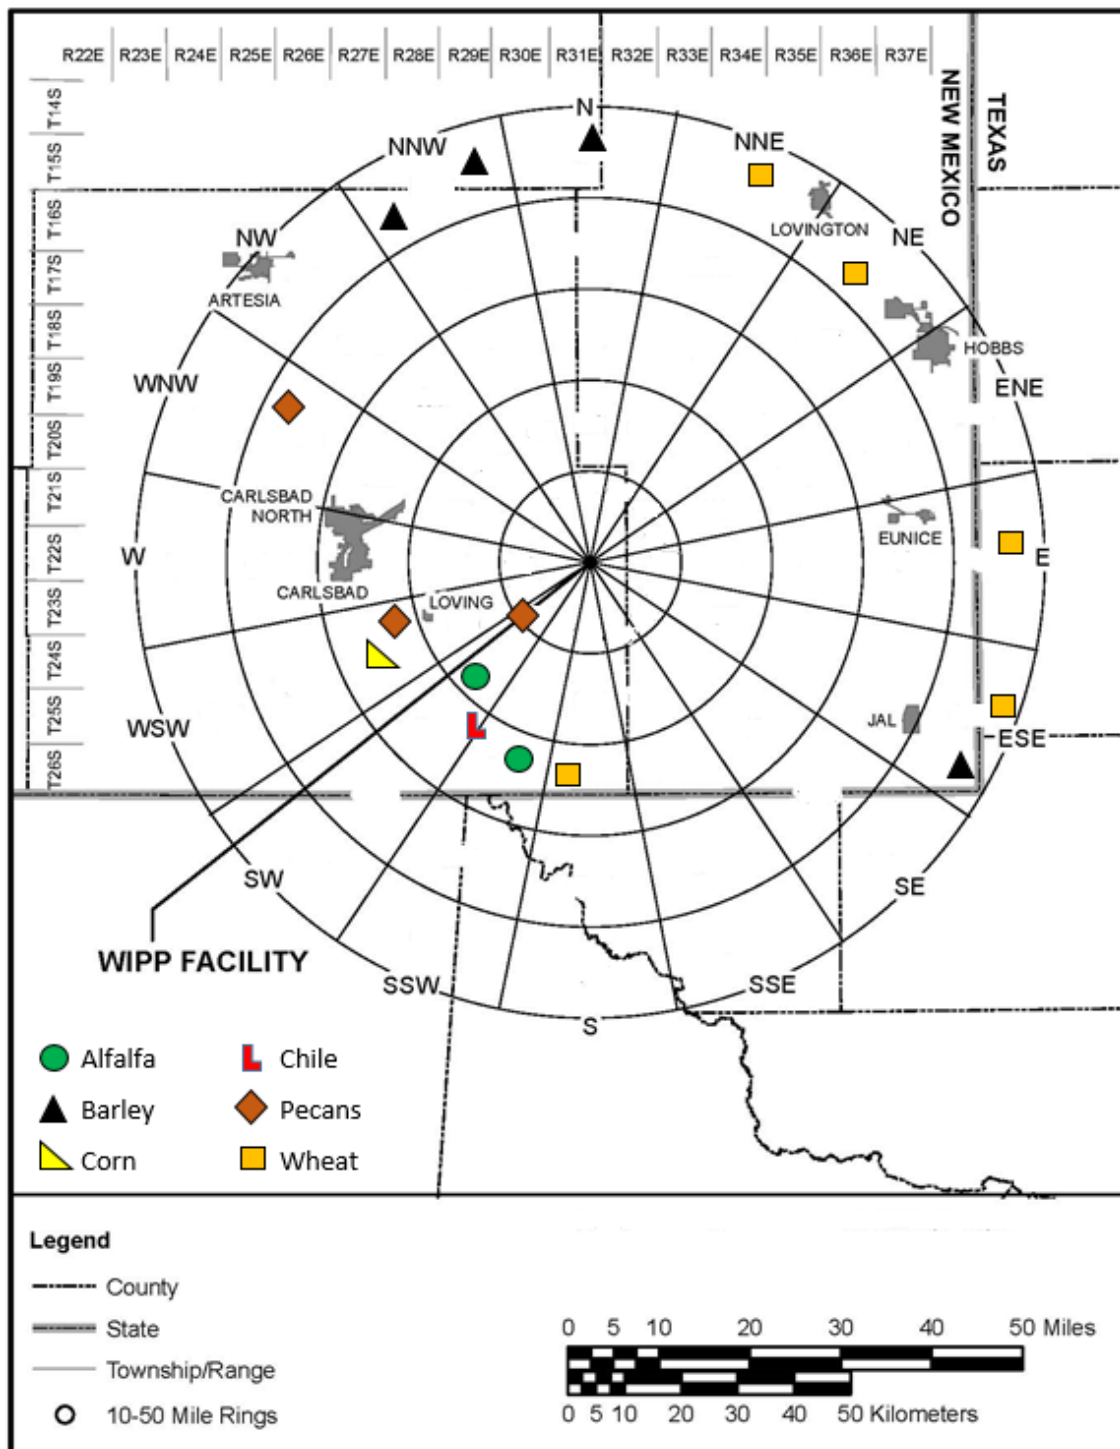 R22E R23E R24E R25E R26E R27E R28E R29E R30E R31E R32E R33E R34E R35E R36E R37E
T14S
T15S
T16S
T17S
T18S
T19S
T20S
T21S
T22S
T23S
T24S
T25S
T26S
NEW MEXICO
TEXAS
N
NNW
NNE
LOVINGTON
NW
NE
ARTESIA
HOBBS
WNW
ENE
CARLSBAD
NORTH
EUNICE
W
E
CARLSBAD
LOVING
WSW
JAL
ESE
SW
SE
WIPP FACILITY
SSW
SSE
S
Alfalfa
Chile
Barley
Pecans
Corn
Wheat
Legend
County
State
Township/Range
10-50 Mile Rings
0 5 10 20 30 40 50 Miles
0 5 10 20 30 40 50 Kilometers